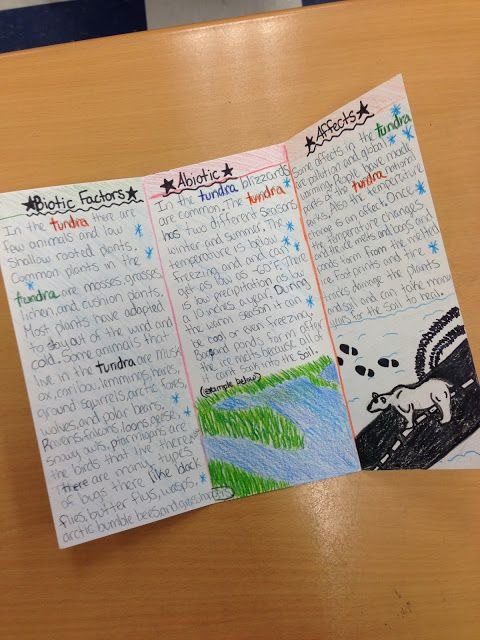 ★Biotic Factors★
In the tundra there are
few animals and low
shallow rooted plants.
Common plants in the
tundra are mosses, grasses,
lichen and cushion plants.
Most plants have adapted
to stay out of the wind and
cold. Some animals that
live in the tundra are musk
ox, caribou, lemmings, hares,
ground squirrels, arctic foxes,
wolves and polar bears.
Ravens, falcons, loons, geese,
snowy owls, ptarmigans are
the birds that live there
there are many types
of bugs there like black
flies, butter flys, wasps,
arctic bumble bees and grasshoppers
★Abiotic★
In the tundra blizzards
are common. The tundra
has two different seasons
winter and summer. The
temperature is below
freezing and and can
get as low as -60°F. There
is low precipitation as low
a 10 inches a year. During
the warm season it can
be cool or even freezing.
Bogs and ponds form after
the ice melts because all of
it cant soak into the soil.
(example below)
★Affects★
Some affects in the tundra
are pollution and global
warming. People have made
parts of the tundra national
parks. Also the temperature
change is an affect. Once
the temperature changes
and the ice melts and bogs and
ponds form from the melted
ice. Foot prints and tire
tracks damage the plants
and soil and can take many
years for the soil to heal.